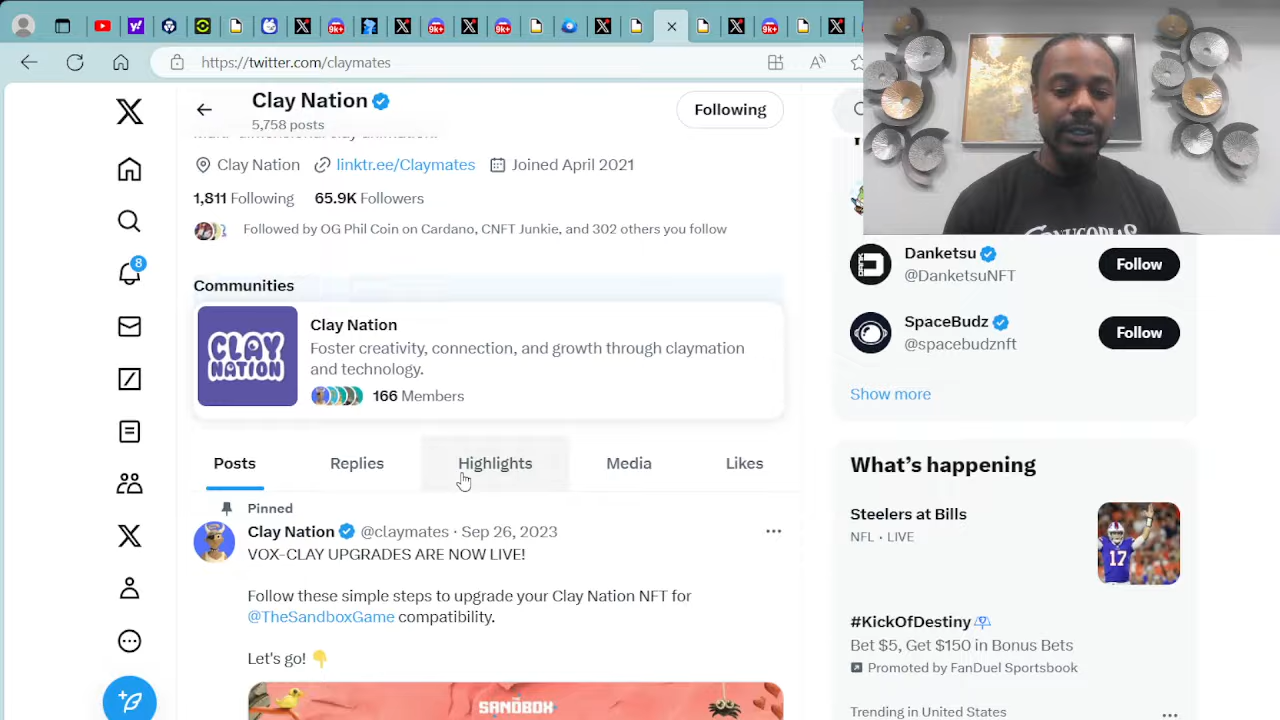 9+
9+
9+
9+
https://twitter.com/claymates
Clay Nation
5,758 posts
Following
Clay Nation
linktr.ee/Claymates
Joined April 2021
1,811 Following
65.9K Followers
Followed by OG Phil Coin on Cardano, CNFT Junkie, and 302 others you follow
8
Communities
CLAY
NATION
Clay Nation
Foster creativity, connection, and growth through claymation
and technology.
166 Members
Posts
Replies
Highlights
Media
Likes
Pinned
Clay Nation @claymates · Sep 26, 2023
VOX-CLAY UPGRADES ARE NOW LIVE!
Follow these simple steps to upgrade your Clay Nation NFT for
@TheSandboxGame compatibility.
Let's go! 👇
SANDBOX
Danketsu
@DanketsuNFT
Follow
SpaceBudz
@spacebudznft
Follow
Show more
What's happening
Steelers at Bills
NFL · LIVE
17
#KickOfDestiny
Bet $5, Get $150 in Bonus Bets
Promoted by FanDuel Sportsbook
Trending in United States